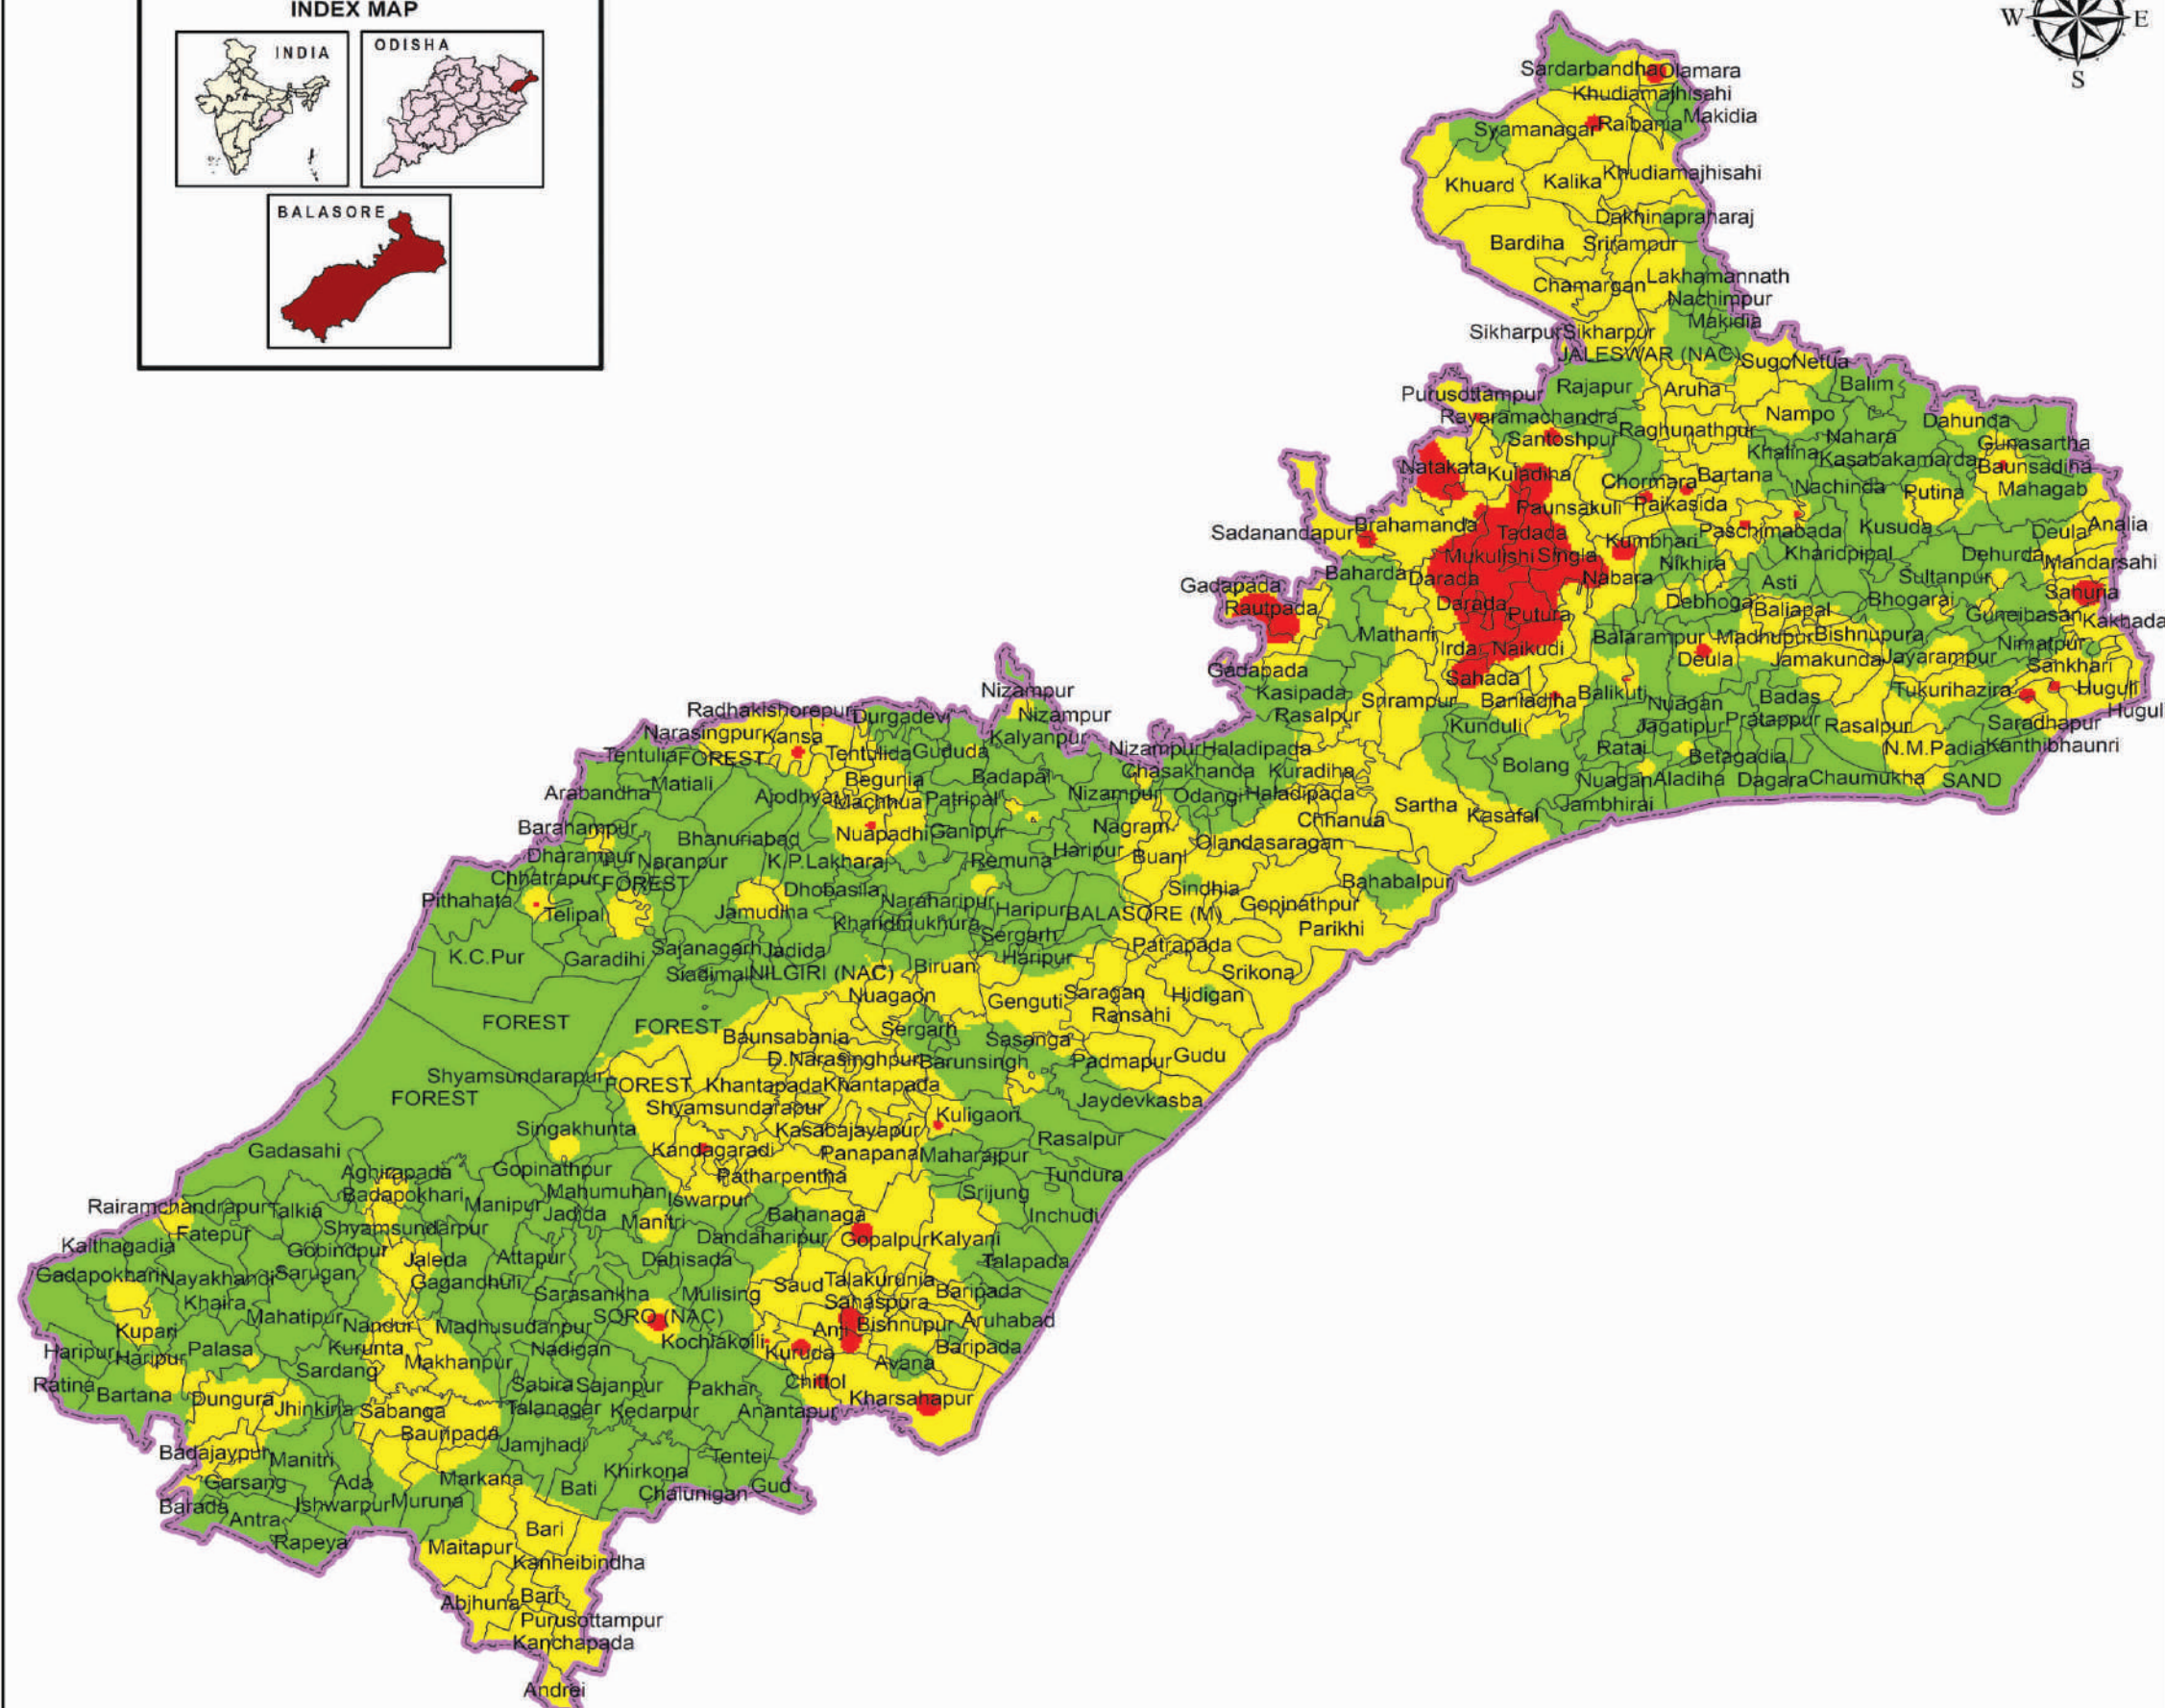 INDEX MAP
INDIA
ODISHA
BALASORE
W
E
S
Sardarbandha
Olamara
Khudiamajhisahi
Makidia
Syamanagar
Raibania
Khuard
Kalika
Khudiamajhisahi
Dakhinapraharaj
Bardiha
Srirampur
Lakhamannath
Chamargan
Nachimpur
Makidia
Sikharpur
Sikharpur
JALESWAR (NAC)
Sugo
Netua
Rajapur
Aruha
Balim
Purusottampur
Rayaramachandra
Nampo
Dahunda
Santoshpur
Raghunathpur
Nahara
Gunasartha
Khalina
Kasabakamarda
Baunsadiha
Natakata
Kuladiha
Chormara
Bartana
Nachinda
Putina
Mahagab
Paunsakuli
Paikasida
Sadanandapur
Brahamanda
Tadada
Paschimabada
Kusuda
Deula
Analia
Mukulishi
Singla
Kumbhari
Kharidpipal
Dehurda
Mandarsahi
Gadapada
Baharda
Darada
Nabara
Nikhira
Asti
Sultanpur
Sahuria
Rautpada
Darada
Putura
Debhoga
Baliapal
Bhogarai
Guneibasan
Kakhada
Mathani
Irda
Naikudi
Balarampur
Madhupur
Bishnupura
Nimatpur
Gadapada
Sahada
Deula
Jamakunda
Jayarampur
Sankhari
Kasipada
Srirampur
Banladiha
Balikuti
Nuagan
Badas
Tukurihazira
Huguli
Nizampur
Rasalpur
Kunduli
Jagatipur
Pratappur
Rasalpur
Saradhapur
Hugul
Radhakishorepur
Durgadevi
Nizampur
Narasingpur
Kansa
Kalyanpur
Nizampur
Haladipada
Ratai
Betagadia
N.M.Padia
Kanthibhaunri
Tentulia
FOREST
Tentulida
Gududa
Bolang
Nuagan
Aladiha
Dagara
Chaumukha
SAND
Matiali
Begunia
Badapal
Chasakhanda
Kuradiha
Arabandha
Ajodhya
Machhua
Patripal
Nizampur
Odangi
Haladipada
Sartha
Kasafal
Jambhirai
Barahampur
Bhanuriabad
Nuapadhi
Ganipur
Nagram
Chhanua
Dharampur
Naranpur
K.P.Lakharaj
Remuna
Haripur
Buanl
Olandasaragan
Chhatrapur
FOREST
Dhobasila
Sindhia
Bahabalpur
Pithahata
Telipal
Jamudiha
Naraharipur
Haripur
BALASORE (M)
Gopinathpur
Kharidmukhura
Sergarh
Parikhi
K.C.Pur
Garadihi
Sajanagarh
Jadida
Haripur
Patrapada
Siadimal
NILGIRI (NAC)
Biruan
Srikona
Nuagaon
Genguti
Saragan
Hidigan
FOREST
FOREST
Sergarh
Ransahi
Baunsabania
Sasanga
D.Narasinghpur
Barunsingh
Padmapur
Gudu
Shyamsundarapur
FOREST
Khantapada
Khantapada
FOREST
Shyamsundarapur
Kuligaon
Jaydevkasba
Singakhunta
Kasabajayapur
Rasalpur
Gadasahi
Kandagaradi
Panapana
Maharajpur
Aghirapada
Gopinathpur
Patharpentha
Tundura
Badapokhari
Manipur
Mahumuhan
Iswarpur
Srijung
Rairamchandrapur
Talkia
Jadida
Manitri
Bahanaga
Inchudi
Fatepur
Shyamsundarpur
Dandaharipur
Gopalpur
Kalyani
Kaithagadia
Gobindpur
Jaleda
Attapur
Dahisada
Talapada
Gadapokhari
Nayakhandi
Sarugan
Gagandhuli
Saud
Talakurunia
Khaira
Sarasankha
Mulising
Sahaspura
Baripada
Mahatipur
Nandur
Madhusudanpur
SORO (NAC)
Anji
Bishnupur
Aruhabad
Kupari
Kochiakoili
Haripur
Haripur
Palasa
Kurunta
Nadigan
Kuruda
Avana
Baripada
Sardang
Makhanpur
Ratina
Bartana
Sabira
Sajanpur
Pakhar
Chittol
Dungura
Jhinkiria
Sabanga
Talanagar
Kedarpur
Anantapur
Kharsahapur
Bauripada
Jamjhadi
Badajaypur
Manitri
Tentei
Garsang
Ada
Markana
Khirkona
Barada
Ishwarpur
Muruna
Bati
Chalunigan
Gud
Antra
Rapeya
Bari
Maitapur
Kanheibindha
Abjhuna
Bari
Purusottampur
Kanchapada
Andrei